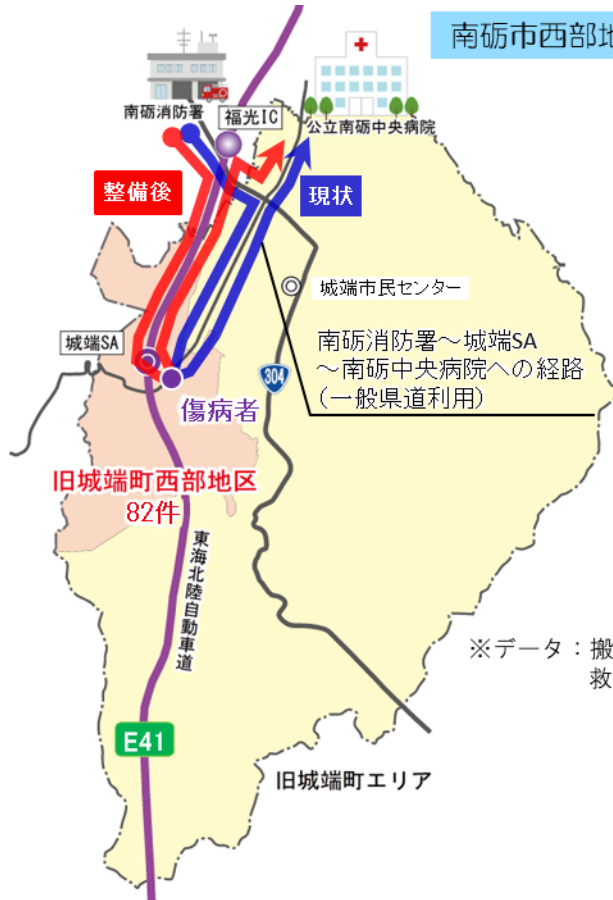 南砺市西部地
南砺消防署
福光IC
公立南砺中央病院
整備後
現状
城端市民センター
城端SA
南砺消防署～城端SA
～南砺中央病院への経路
(一般県道利用)
304
傷病者
旧城端町西部地区
82件
東海北陸自動車道
※データ：搬
救
E41
旧城端町エリア